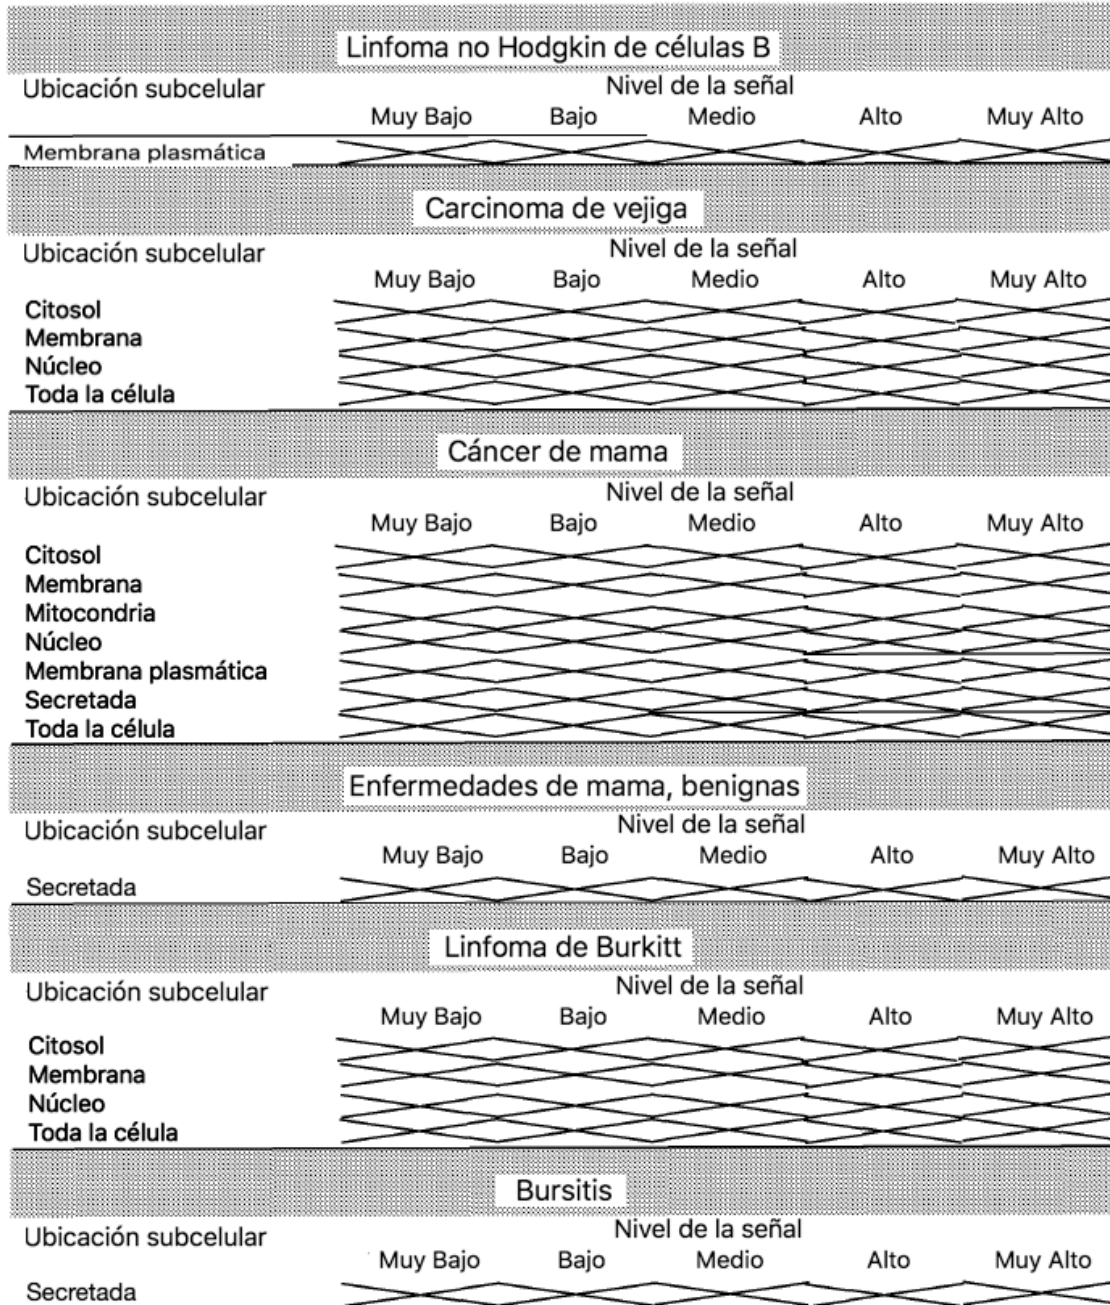 Linfoma no Hodgkin de células B
Ubicación subcelular Nivel de la señal
Muy Bajo Bajo Medio Alto Muy Alto
Membrana plasmática
Carcinoma de vejiga
Ubicación subcelular Nivel de la señal
Muy Bajo Bajo Medio Alto Muy Alto
Citosol
Membrana
Núcleo
Toda la célula
Cáncer de mama
Ubicación subcelular Nivel de la señal
Muy Bajo Bajo Medio Alto Muy Alto
Citosol
Membrana
Mitocondria
Núcleo
Membrana plasmática
Secretada
Toda la célula
Enfermedades de mama, benignas
Ubicación subcelular Nivel de la señal
Muy Bajo Bajo Medio Alto Muy Alto
Secretada
Linfoma de Burkitt
Ubicación subcelular Nivel de la señal
Muy Bajo Bajo Medio Alto Muy Alto
Citosol
Membrana
Núcleo
Toda la célula
Bursitis
Ubicación subcelular Nivel de la señal
Muy Bajo Bajo Medio Alto Muy Alto
Secretada